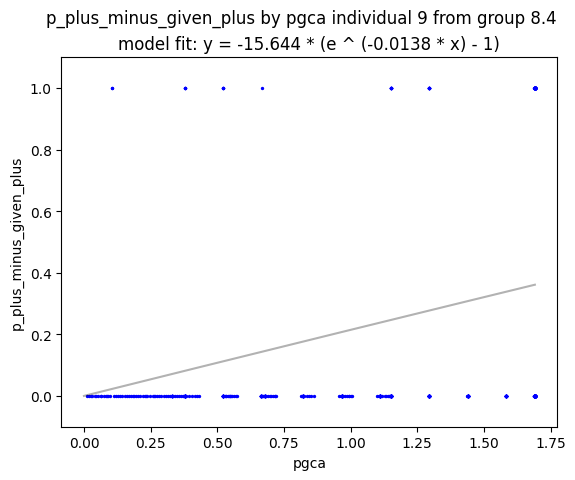 p_plus_minus_given_plus by pgca individual 9 from group 8.4
model fit: y = -15.644 * (e ^ (-0.0138 * x) - 1)
1.0
0.8
0.6
0.4
0.2
0.0
p_plus_minus_given_plus
0.00 0.25 0.50 0.75 1.00 1.25 1.50 1.75
pgca